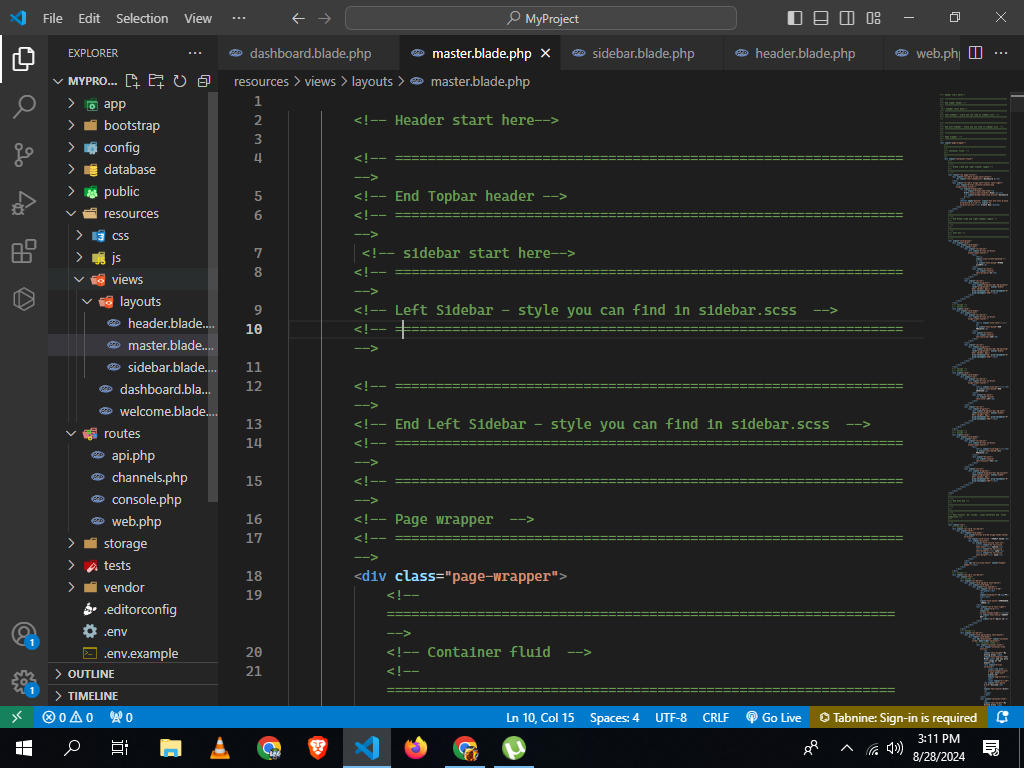 File Edit Selection View ··· MyProject
EXPLORER ···
MYPRO...
app
bootstrap
config
database
public
resources
css
js
views
layouts
header.blade....
master.blade....
sidebar.blade....
dashboard.bla...
welcome.blade....
routes
api.php
channels.php
console.php
web.php
storage
tests
vendor
.editorconfig
.env
.env.example
OUTLINE
TIMELINE
dashboard.blade.php master.blade.php sidebar.blade.php header.blade.php web.php ···
resources > views > layouts > master.blade.php
1
2 <!-- Header start here-->
3
4 <!-- ==============================================================
-->
5 <!-- End Topbar header -->
6 <!-- ==============================================================
-->
7 <!-- sidebar start here-->
8 <!-- ==============================================================
-->
9 <!-- Left Sidebar - style you can find in sidebar.scss  -->
10 <!-- ==============================================================
-->
11
12 <!-- ==============================================================
-->
13 <!-- End Left Sidebar - style you can find in sidebar.scss  -->
14 <!-- ==============================================================
-->
15 <!-- ==============================================================
-->
16 <!-- Page wrapper  -->
17 <!-- ==============================================================
-->
18 <div class="page-wrapper">
19 <!--
==============================================================
-->
20 <!-- Container fluid  -->
21 <!--
==============================================================
1
1
0 0 0 Ln 10, Col 15 Spaces: 4 UTF-8 CRLF PHP Go Live Tabnine: Sign-in is required
3:11 PM
8/28/2024